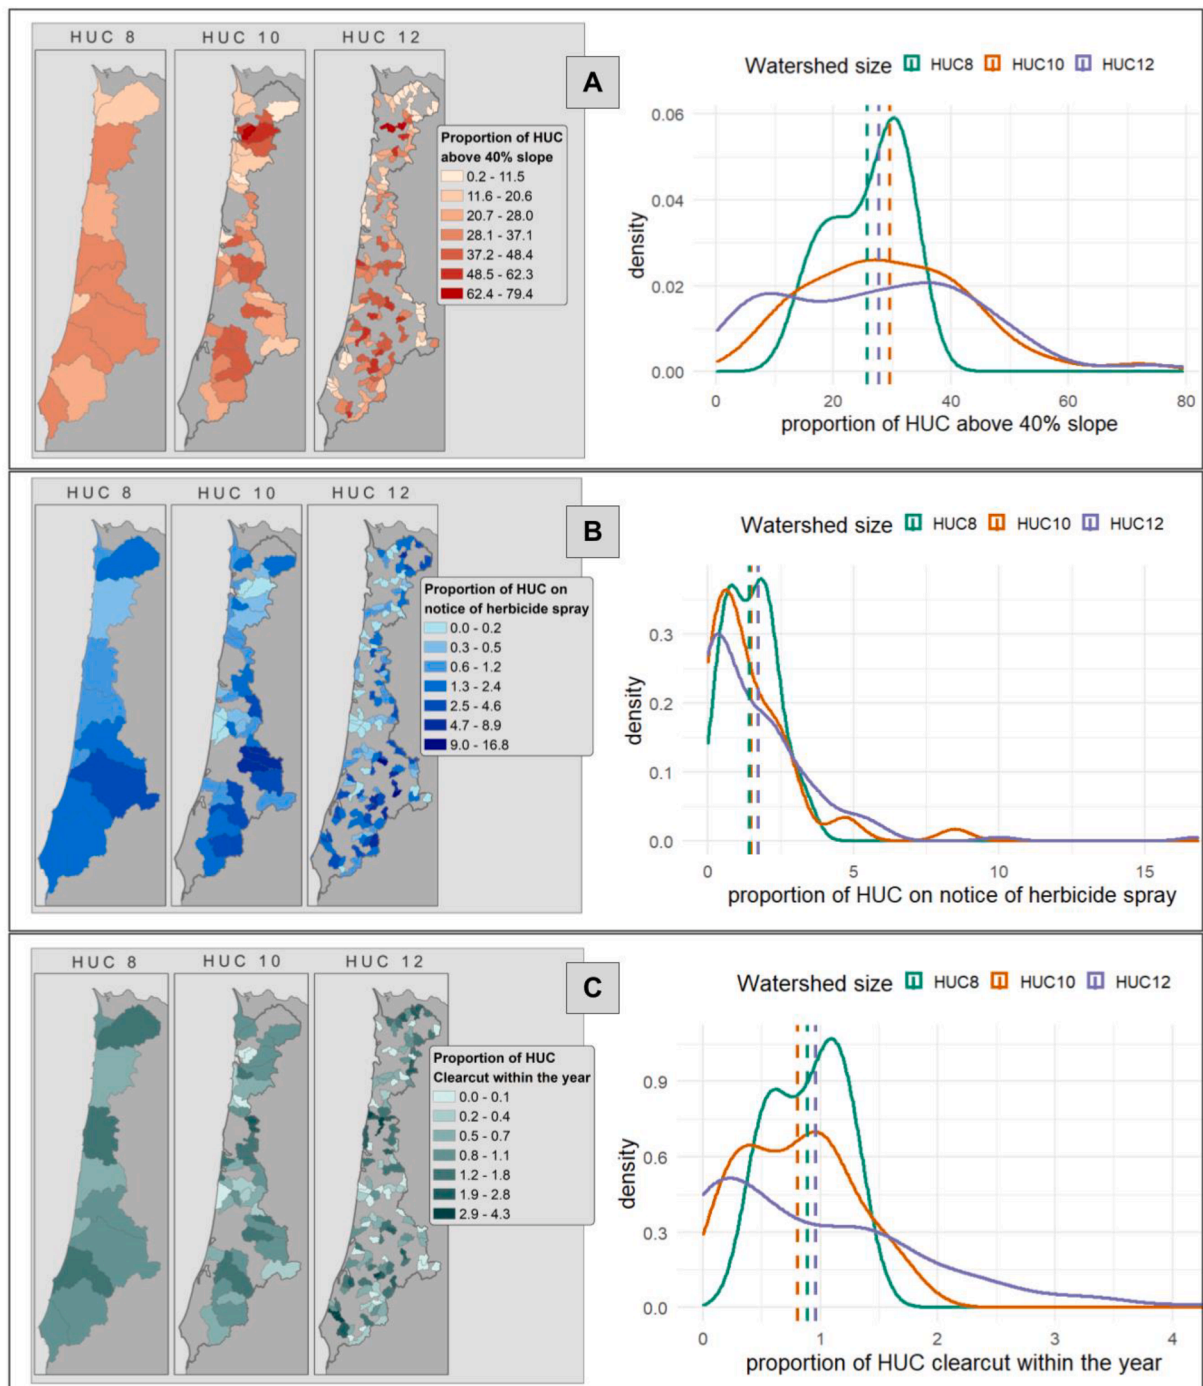 HUC 8
HUC 10
HUC 12
A
Proportion of HUC
above 40% slope
0.2 - 11.5
11.6 - 20.6
20.7 - 28.0
28.1 - 37.1
37.2 - 48.4
48.5 - 62.3
62.4 - 79.4
Watershed size HUC8 HUC10 HUC12
0.06
0.04
0.02
0.00
density
0 20 40 60 80
proportion of HUC above 40% slope
HUC 8
HUC 10
HUC 12
B
Proportion of HUC on
notice of herbicide spray
0.0 - 0.2
0.3 - 0.5
0.6 - 1.2
1.3 - 2.4
2.5 - 4.6
4.7 - 8.9
9.0 - 16.8
Watershed size HUC8 HUC10 HUC12
0.3
0.2
0.1
0.0
density
0 5 10 15
proportion of HUC on notice of herbicide spray
HUC 8
HUC 10
HUC 12
C
Proportion of HUC
Clearcut within the year
0.0 - 0.1
0.2 - 0.4
0.5 - 0.7
0.8 - 1.1
1.2 - 1.8
1.9 - 2.8
2.9 - 4.3
Watershed size HUC8 HUC10 HUC12
0.9
0.6
0.3
0.0
density
0 1 2 3 4
proportion of HUC clearcut within the year